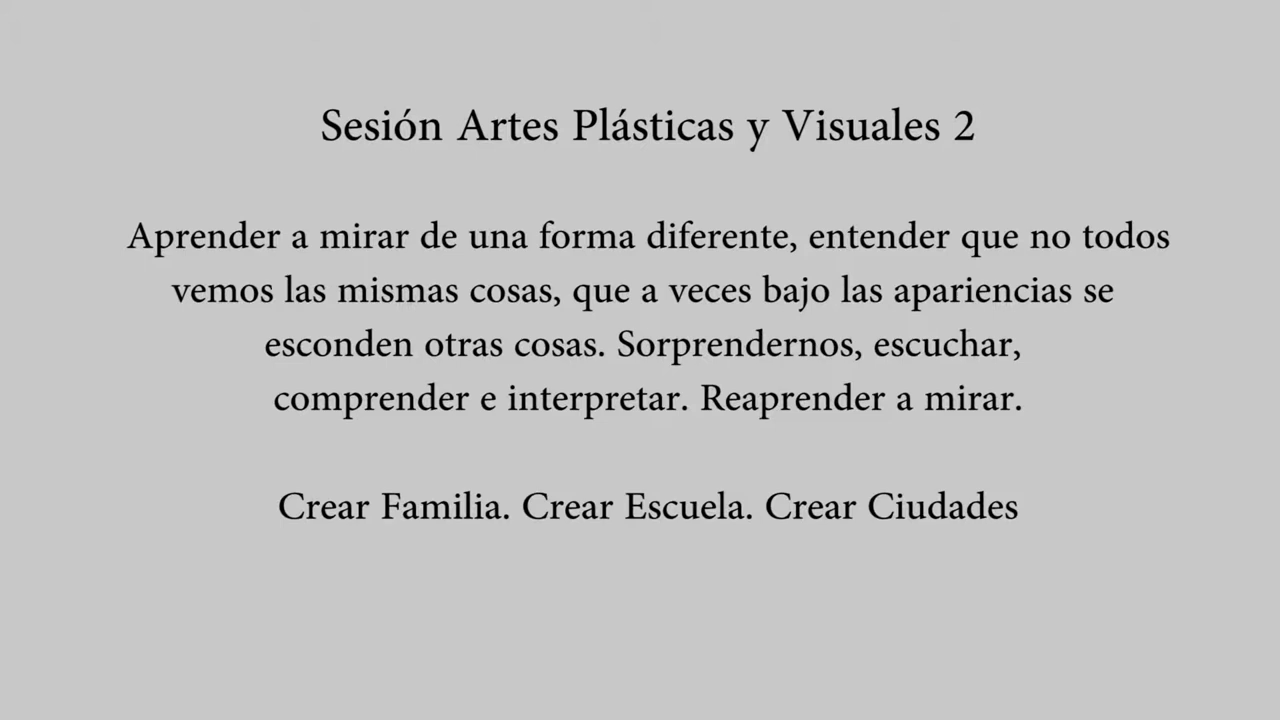 Sesión Artes Plásticas y Visuales 2
Aprender a mirar de una forma diferente, entender que no todos
vemos las mismas cosas, que a veces bajo las apariencias se
esconden otras cosas. Sorprendernos, escuchar,
comprender e interpretar. Reaprender a mirar.
Crear Familia. Crear Escuela. Crear Ciudades